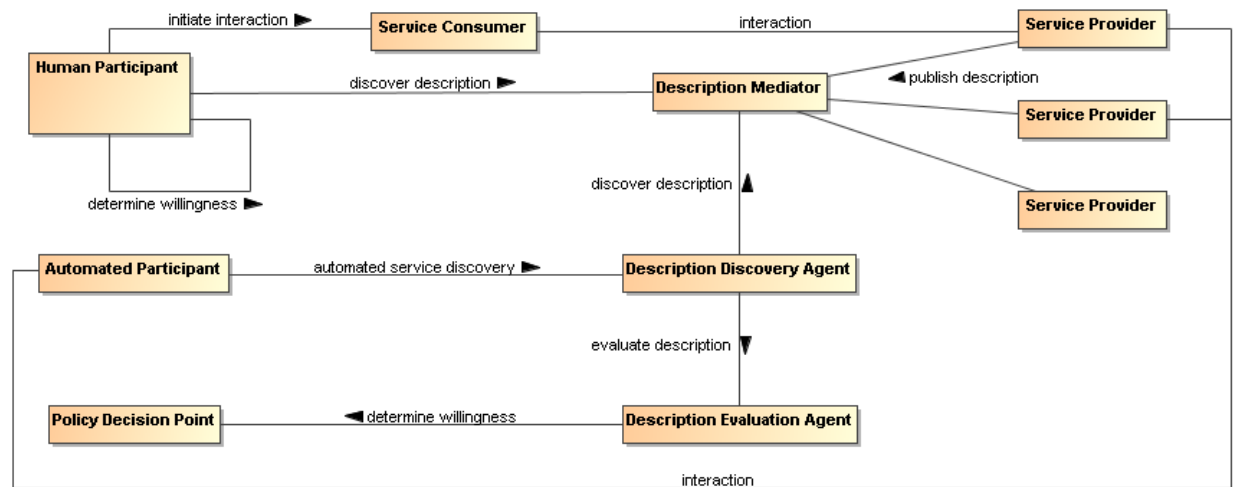 initiate interaction
Service Consumer
interaction
Service Provider
Human Participant
discover description
Description Mediator
publish description
Service Provider
determine willingness
discover description
Service Provider
Automated Participant
automated service discovery
Description Discovery Agent
evaluate description
Policy Decision Point
determine willingness
Description Evaluation Agent
interaction